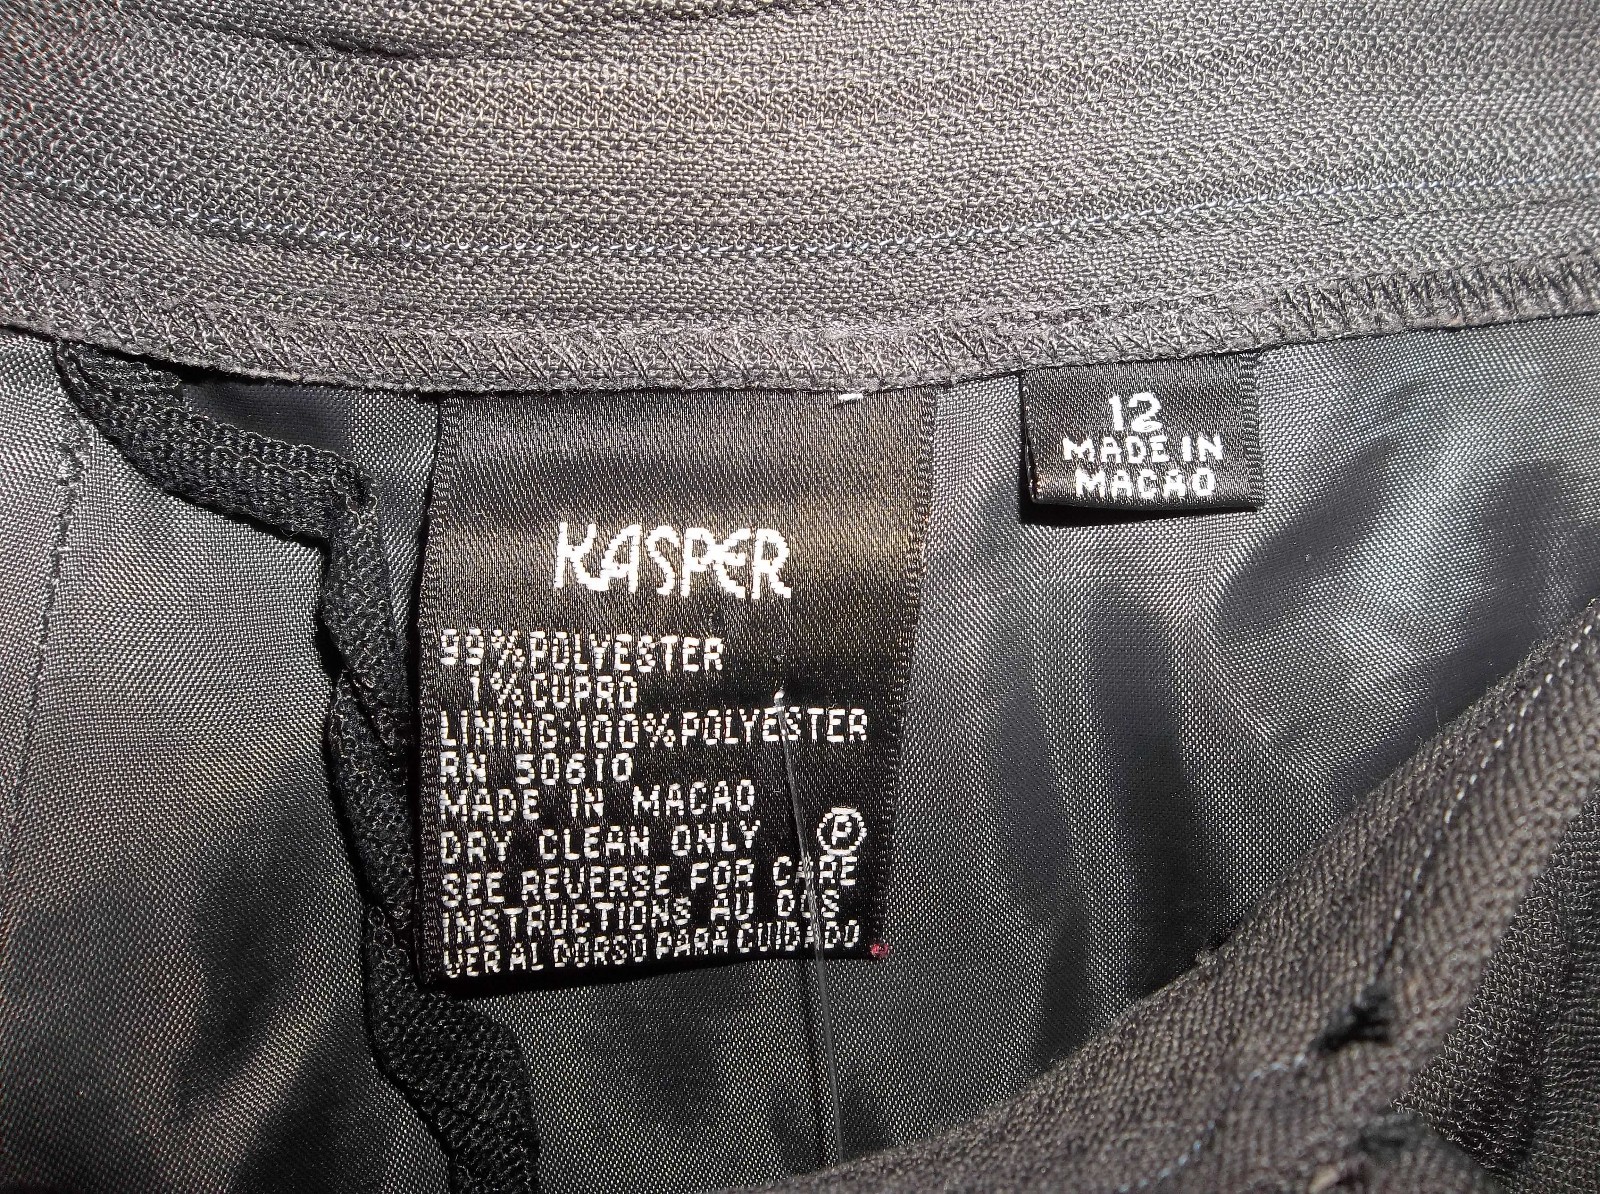 KASPER
99% POLYESTER
1% CUPRO
LINING: 100% POLYESTER
RN 50610
MADE IN MACAO
DRY CLEAN ONLY P
SEE REVERSE FOR CARE
INSTRUCTIONS AU DOS
VER AL DORSO PARA CUIDADO
12
MADE IN
MACAO